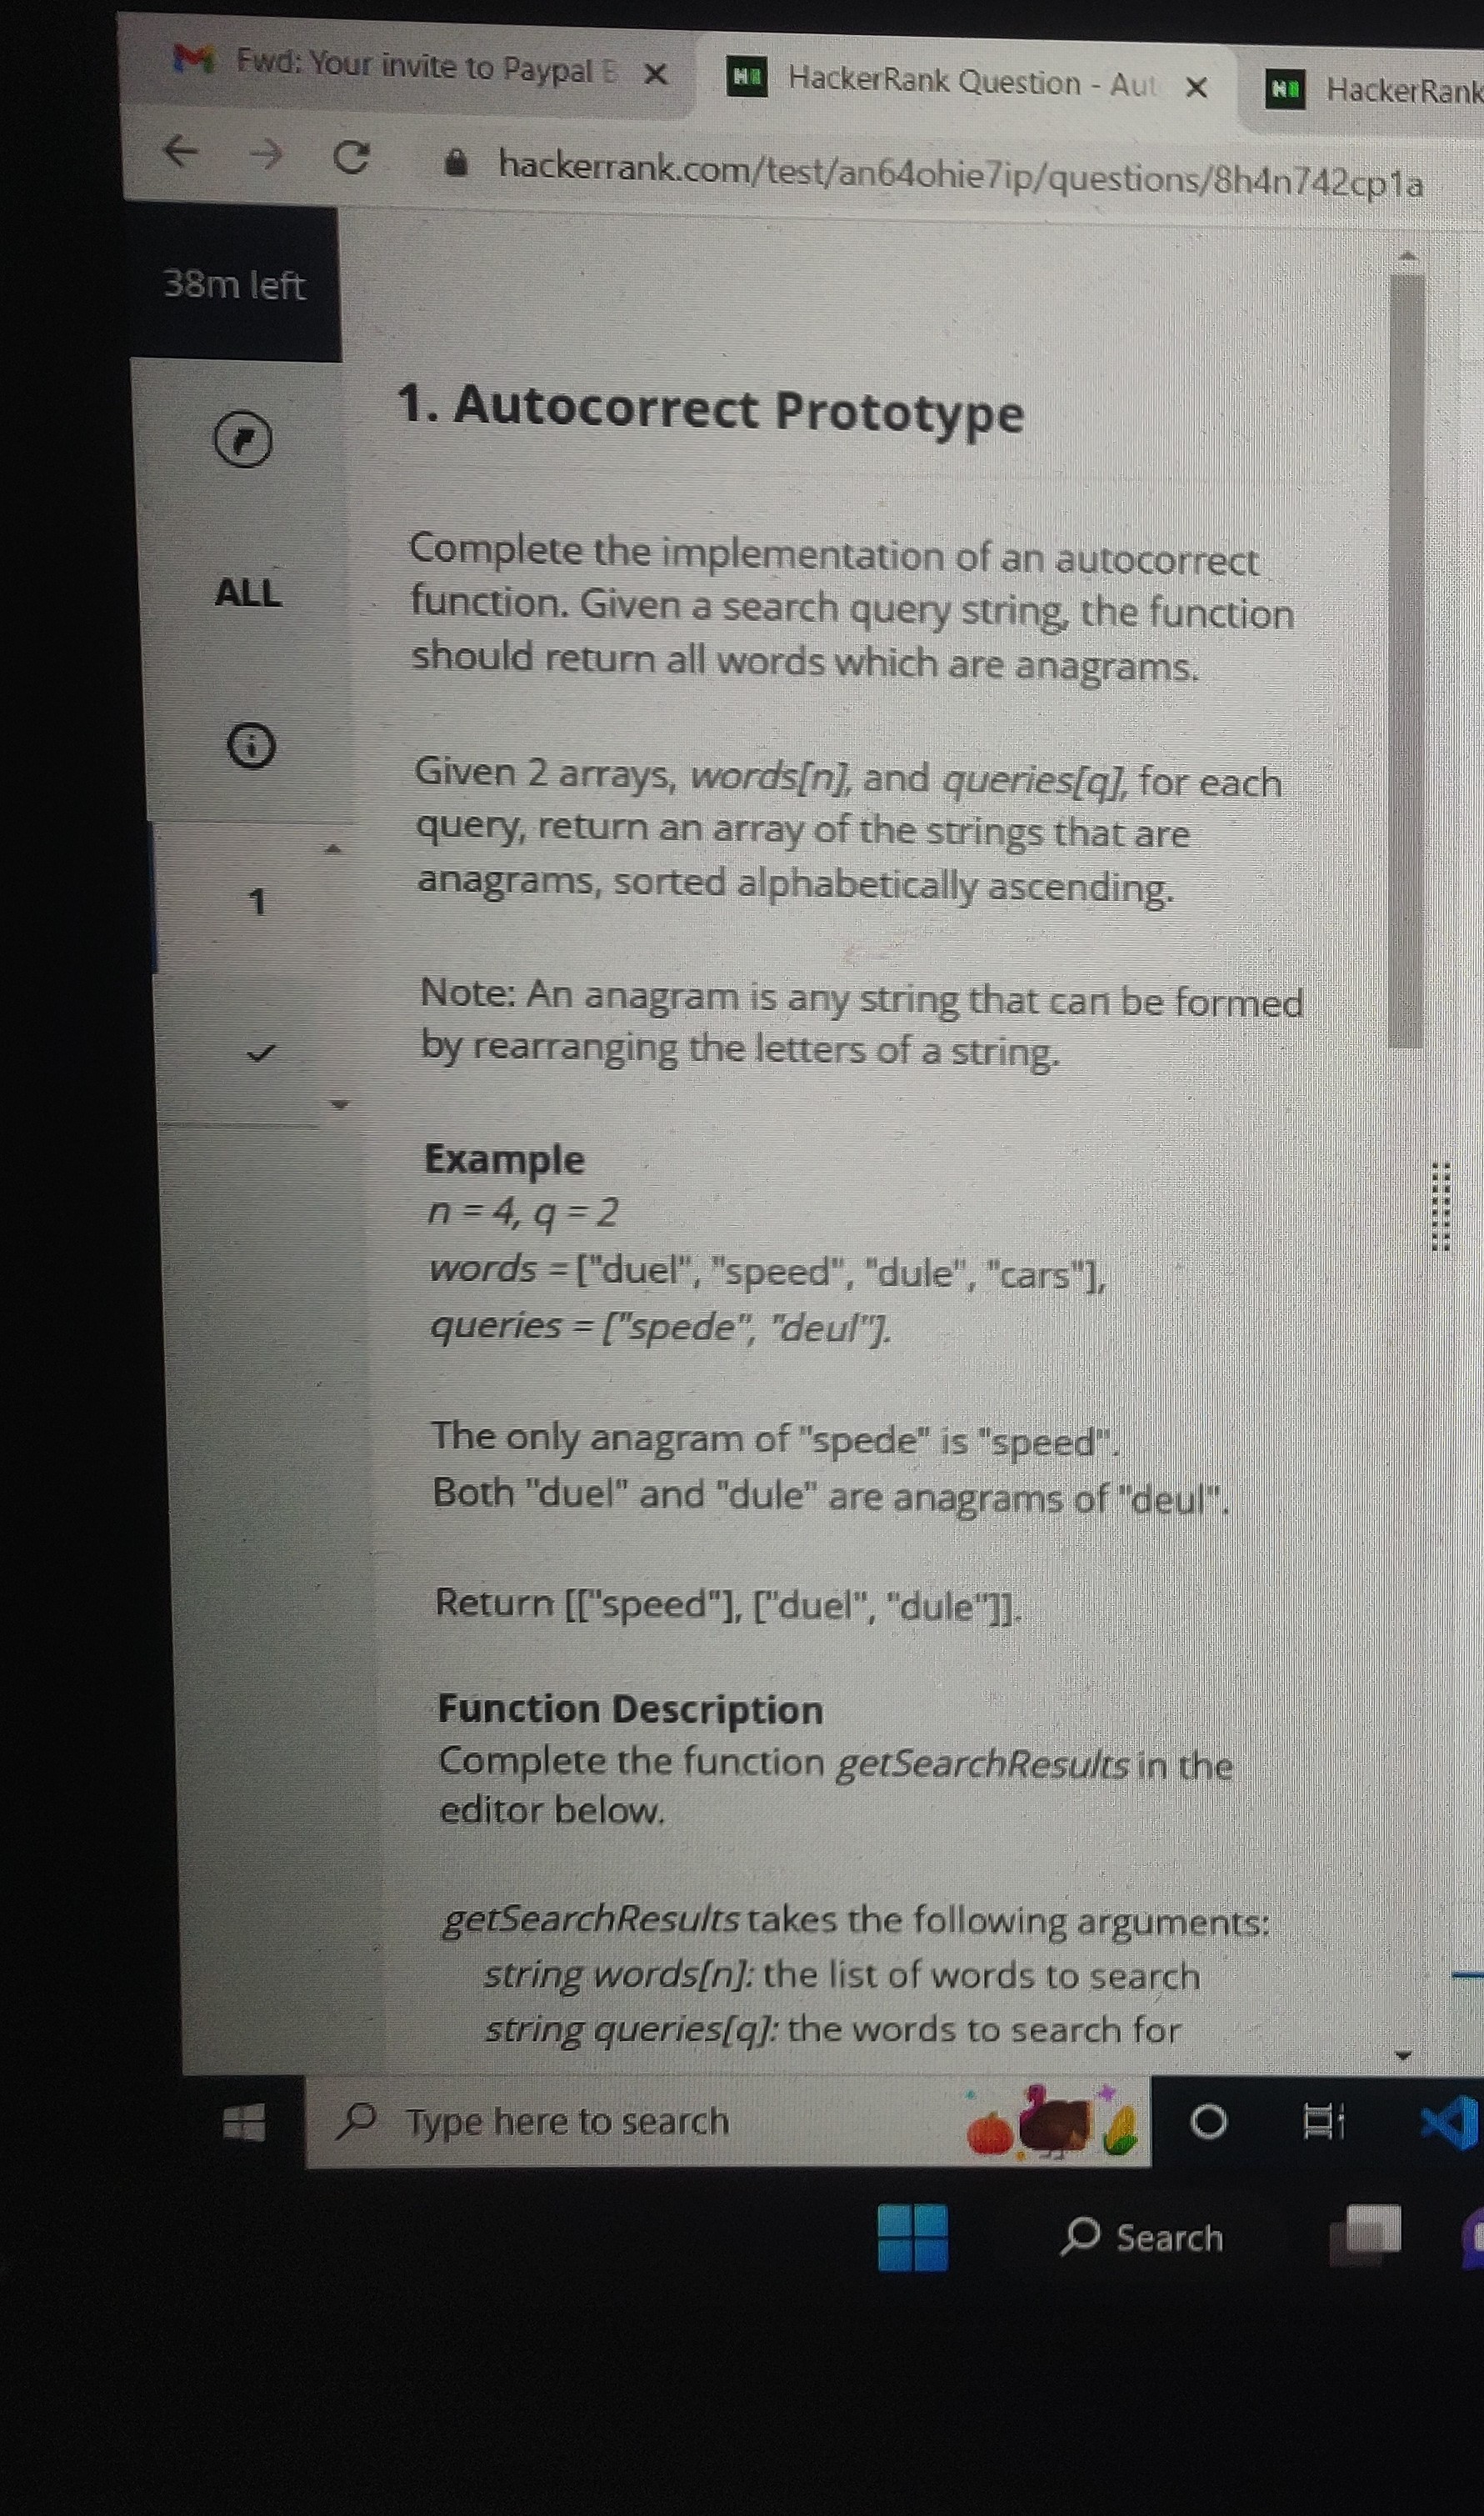 Fwd: Your invite to Paypal
HackerRank Question - Aut
HackerRank
hackerrank.com/test/an64ohie7ip/questions/8h4n742cp1a
38m left
1. Autocorrect Prototype
ALL
Complete the implementation of an autocorrect
function. Given a search query string, the function
should return all words which are anagrams.
Given 2 arrays, words[n], and queries[q], for each
query, return an array of the strings that are
anagrams, sorted alphabetically ascending.
1
Note: An anagram is any string that can be formed
by rearranging the letters of a string.
Example
n = 4, q = 2
words = ["duel", "speed", "dule", "cars"],
queries = ["spede", "deul"].
The only anagram of "spede" is "speed".
Both "duel" and "dule" are anagrams of "deul".
Return [["speed"], ["duel", "dule"]].
Function Description
Complete the function getSearchResults in the
editor below.
getSearchResults takes the following arguments:
string words[n]: the list of words to search
string queries[q]: the words to search for
Type here to search
Search